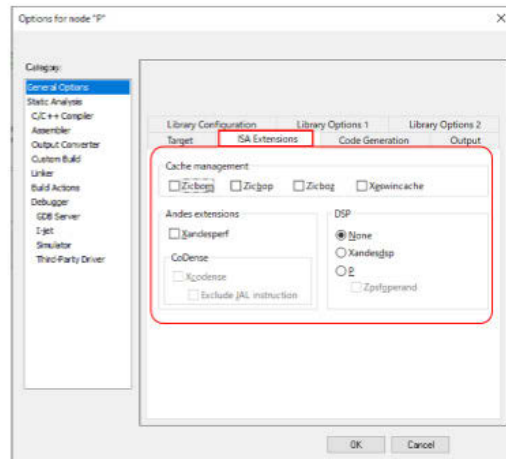 Options for node "P"
Category:
General Options
Static Analysis
C/C++ Compiler
Assembler
Output Converter
Custom Build
Linker
Build Actions
Debugger
GDB Server
I-jet
Simulator
Third-Party Driver
Library Configuration Library Options 1 Library Options 2
Target ISA Extensions Code Generation Output
Cache management
Zicbom Zicbop Zicboz Xgswincache
Andes extensions
Xandesperf
CoDense
Xcodense
Exclude JAL instruction
DSP
None
Xandesdsp
P
Zpsfoperand
OK Cancel